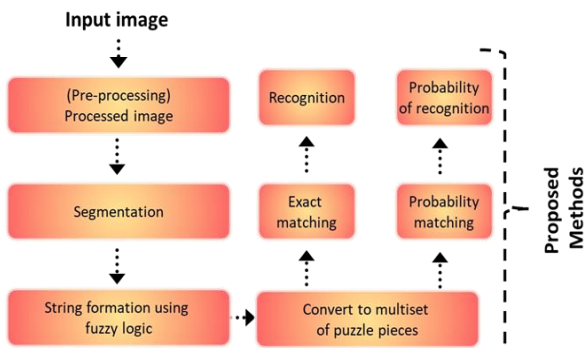 Input image
(Pre-processing)
Processed image
Segmentation
String formation using
fuzzy logic
Convert to multiset
of puzzle pieces
Exact
matching
Recognition
Probability
matching
Probability
of recognition
Proposed
Methods